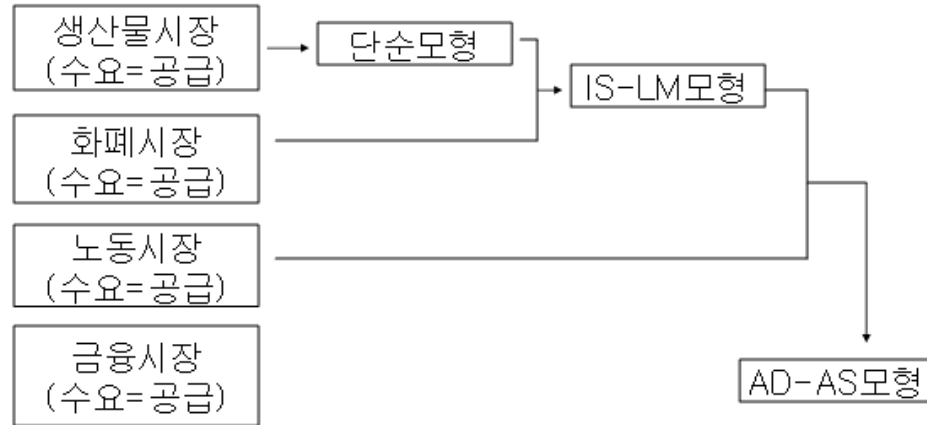 생산물시장
(수요=공급)
단순모형
IS-LM모형
화폐시장
(수요=공급)
노동시장
(수요=공급)
금융시장
(수요=공급)
AD-AS모형